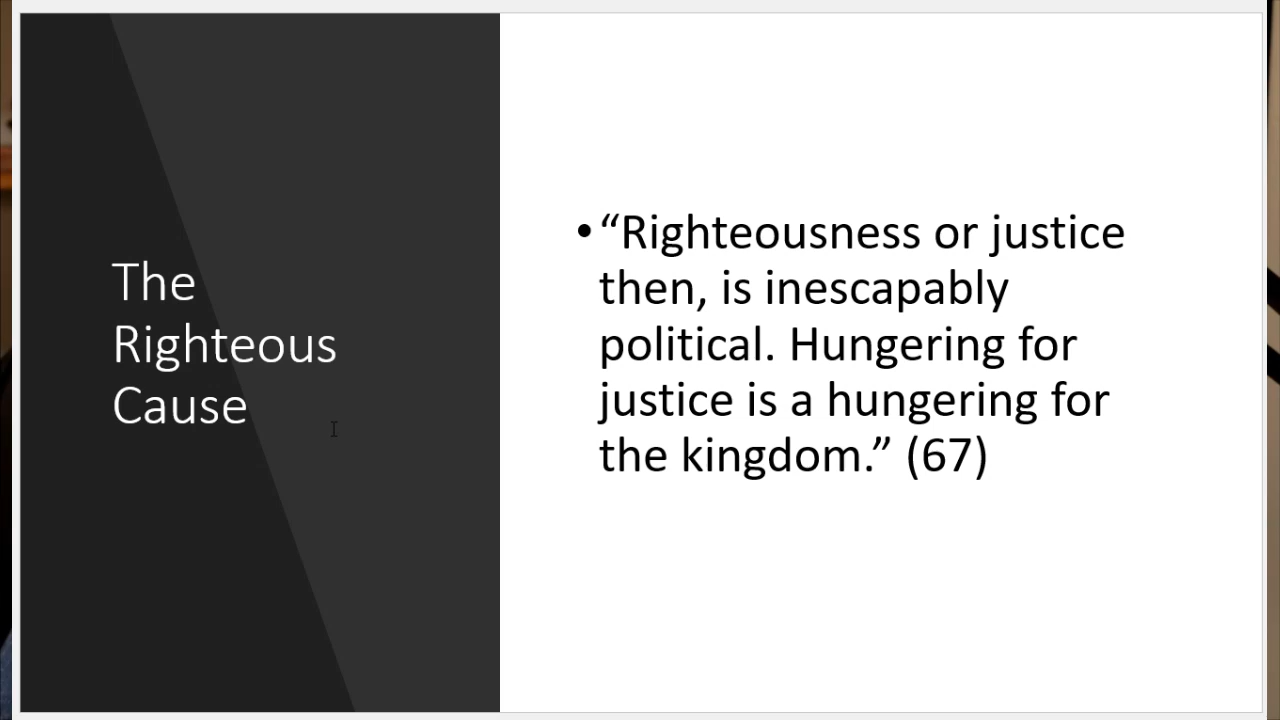 The
Righteous
Cause
• “Righteousness or justice
then, is inescapably
political. Hungering for
justice is a hungering for
the kingdom.” (67)